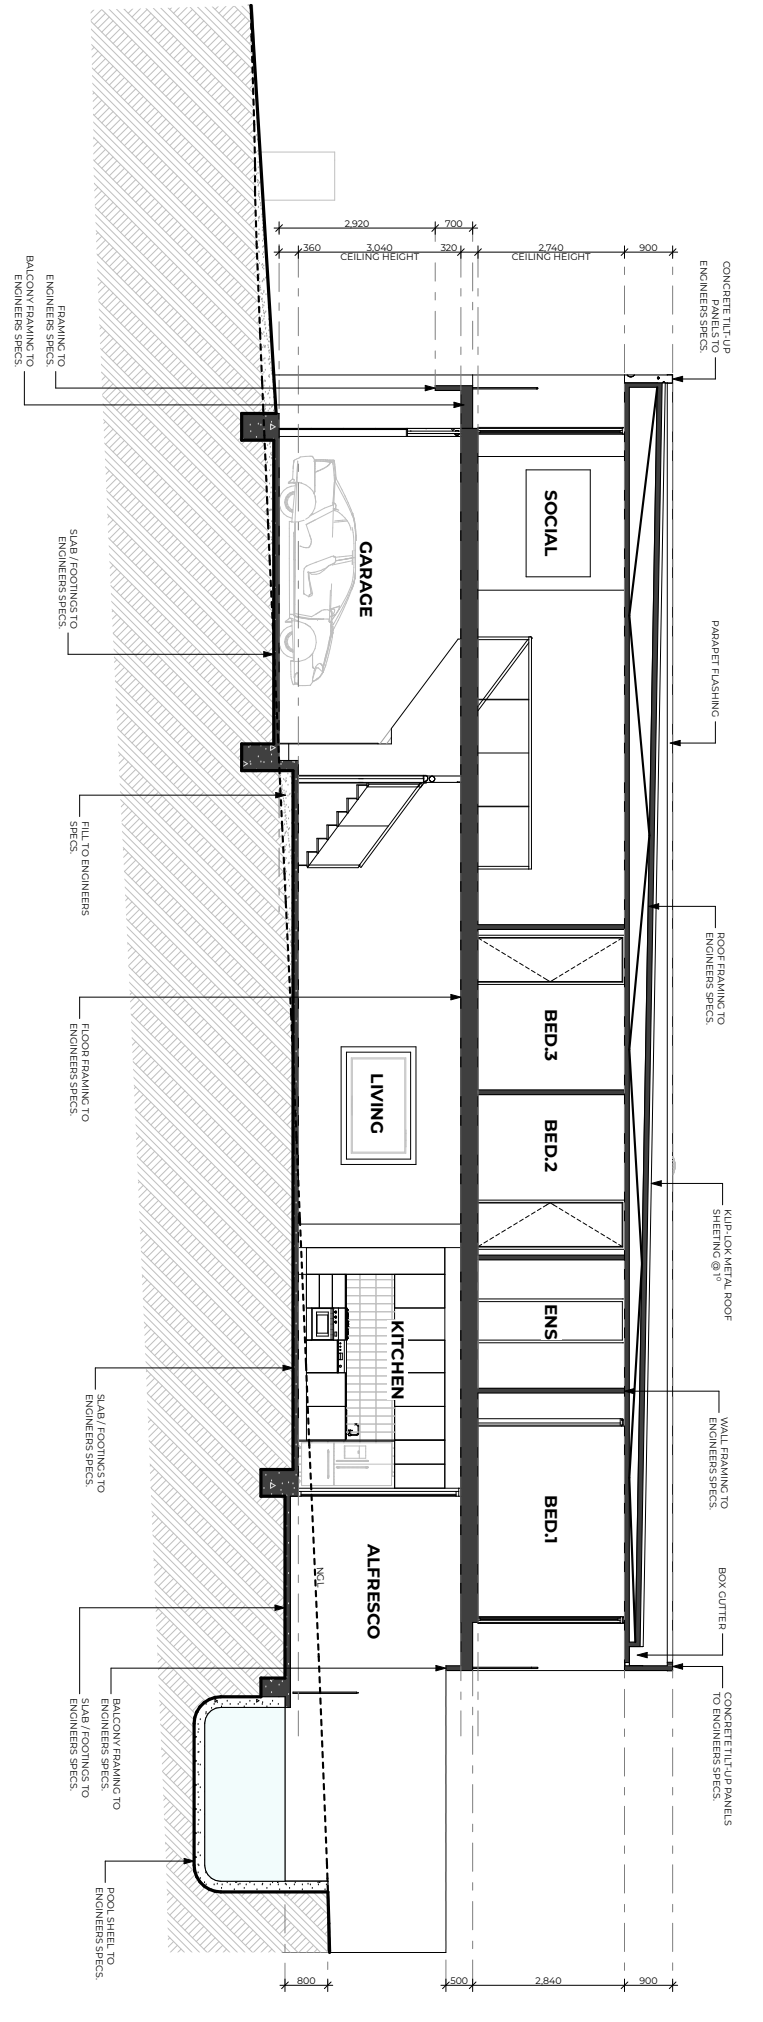 CONCRETE TILT-UP
PANELS TO
ENGINEERS SPECS.
PARAPET FLASHING
ROOF FRAMING TO
ENGINEERS SPECS.
KLIP-LOK METAL ROOF
SHEETING @ 1°
WALL FRAMING TO
ENGINEERS SPECS.
BOX GUTTER
CONCRETE TILT-UP PANELS
TO ENGINEERS SPECS.
900
2,740
CEILING HEIGHT
320
3,040
CEILING HEIGHT
360
700
2,920
SOCIAL
BED.3
BED.2
ENS
BED.1
GARAGE
LIVING
KITCHEN
ALFRESCO
NGL
900
2,840
500
800
FRAMING TO
ENGINEERS SPECS.
BALCONY FRAMING TO
ENGINEERS SPECS.
SLAB / FOOTINGS TO
ENGINEERS SPECS.
FILL TO ENGINEERS
SPECS.
FLOOR FRAMING TO
ENGINEERS SPECS.
SLAB / FOOTINGS TO
ENGINEERS SPECS.
BALCONY FRAMING TO
ENGINEERS SPECS.
SLAB / FOOTINGS TO
ENGINEERS SPECS.
POOL SHEEL TO
ENGINEERS SPECS.